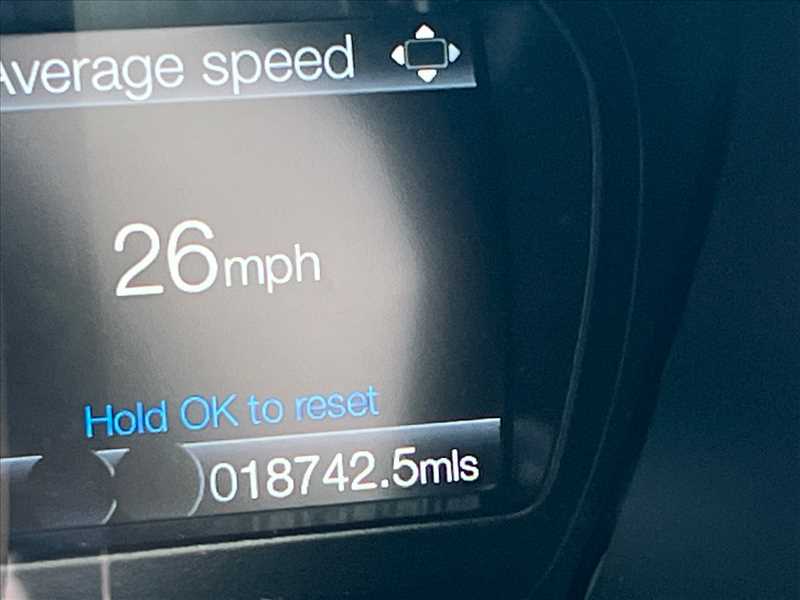 Average speed
26mph
Hold OK to reset
018742.5mls